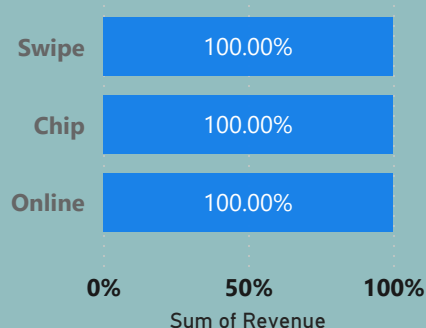 Swipe 100.00%
Chip 100.00%
Online 100.00%
0% 50% 100%
Sum of Revenue